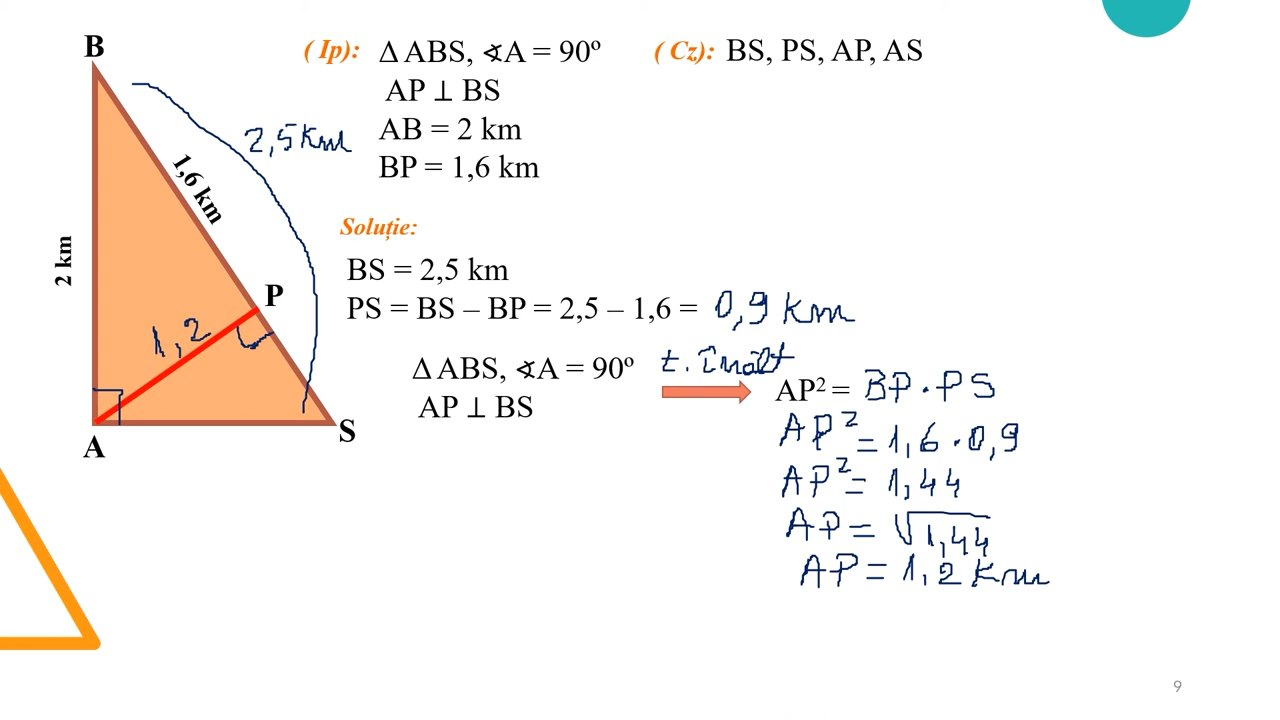 B
( Ip): Δ ABS, ∢A = 90º
( Cz): BS, PS, AP, AS
AP ⊥ BS
AB = 2 km
BP = 1,6 km
2,5 km
1,6 km
2 km
Soluție:
BS = 2,5 km
PS = BS – BP = 2,5 – 1,6 = 0,9 km
P
1,2
A
S
Δ ABS, ∢A = 90º
AP ⊥ BS
t. înălt
AP² = BP · PS
AP² = 1,6 · 0,9
AP² = 1,44
AP = √1,44
AP = 1,2 km
9